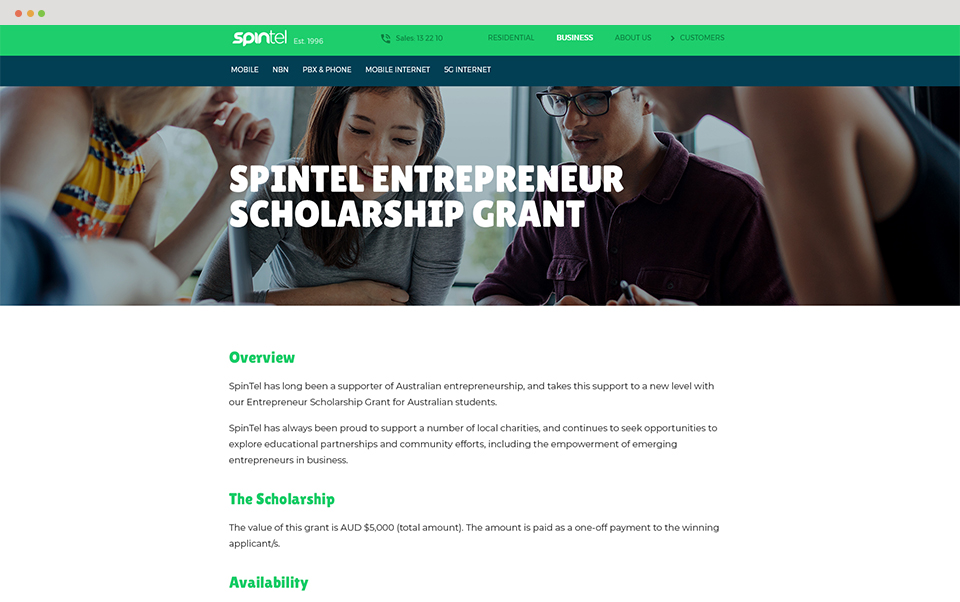 spintel Est. 1996
Sales: 13 22 10
RESIDENTIAL
BUSINESS
ABOUT US
CUSTOMERS
MOBILE NBN PBX & PHONE MOBILE INTERNET 5G INTERNET
SPINTEL ENTREPRENEUR
SCHOLARSHIP GRANT
Overview
SpinTel has long been a supporter of Australian entrepreneurship, and takes this support to a new level with
our Entrepreneur Scholarship Grant for Australian students.
SpinTel has always been proud to support a number of local charities, and continues to seek opportunities to
explore educational partnerships and community efforts, including the empowerment of emerging
entrepreneurs in business.
The Scholarship
The value of this grant is AUD $5,000 (total amount). The amount is paid as a one-off payment to the winning
applicant/s.
Availability